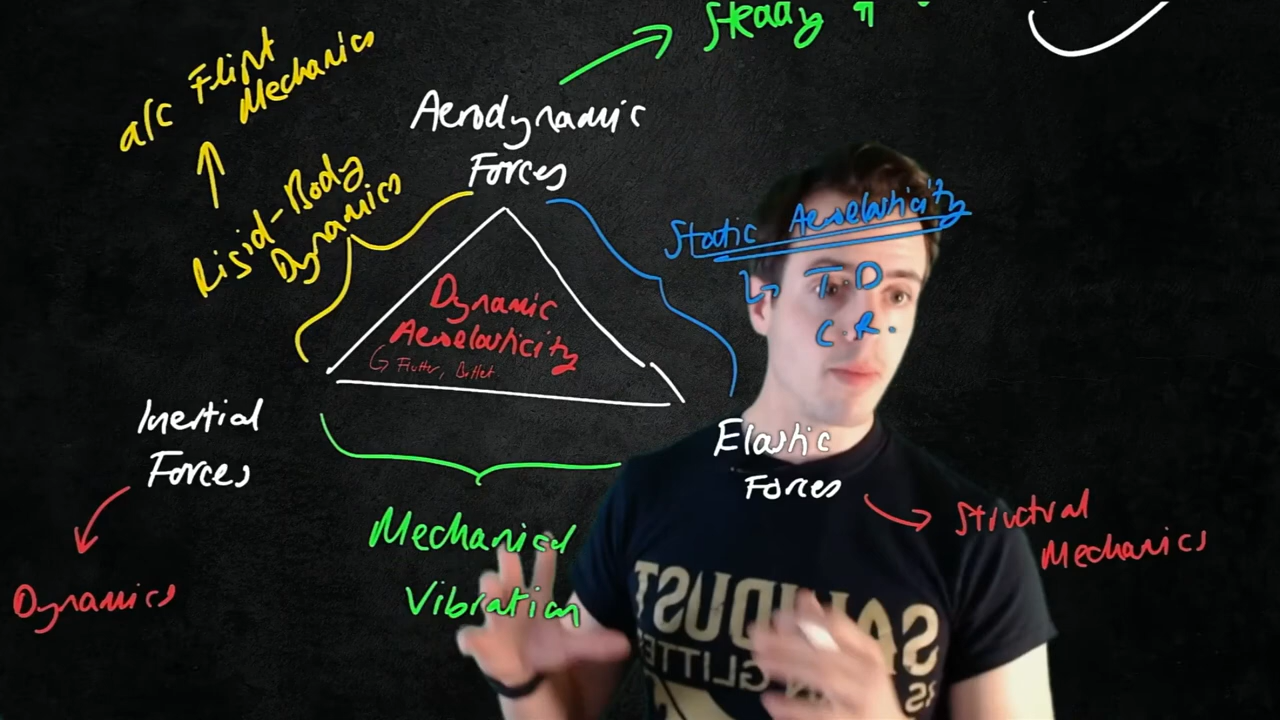 Steady
a/c Flight
Mechanics
Aerodynamic
Forces
Rigid-Body
Dynamics
Static Aeroelasticity
T.D
C.R.
Dynamic
Aeroelasticity
Flutter, Buffet
Inertial
Forces
Elastic
Forces
Structural
Mechanics
Mechanical
Vibration
Dynamics